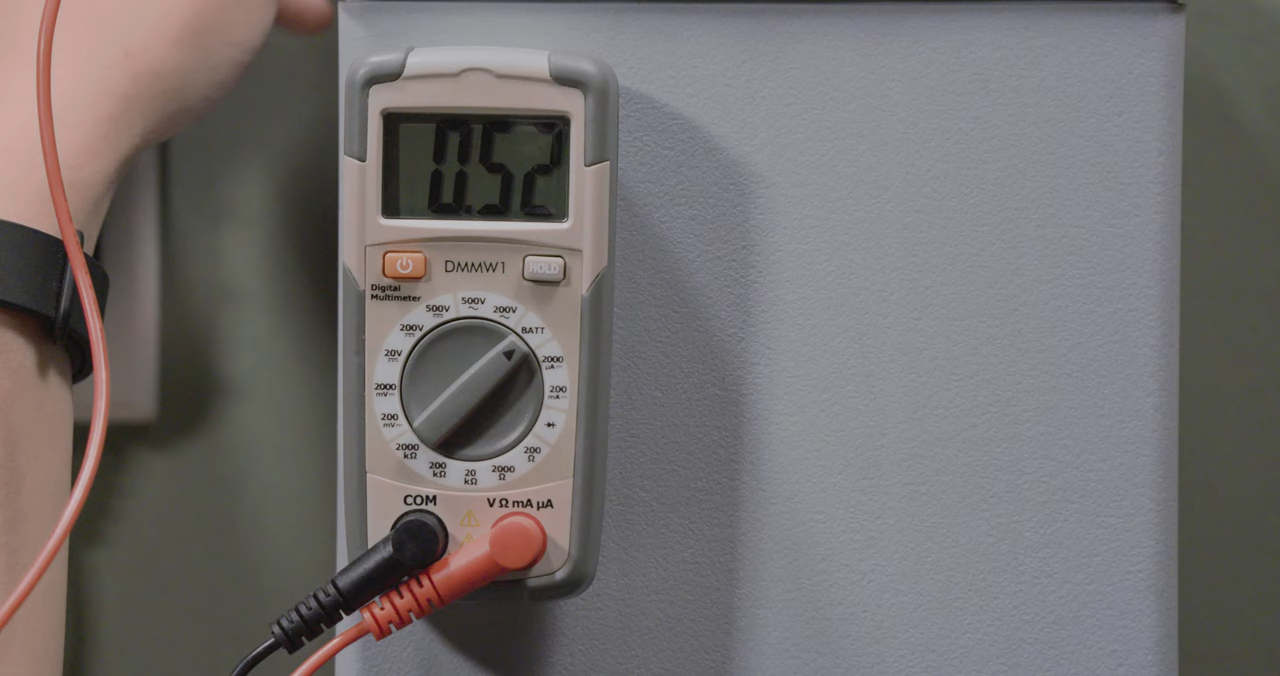 0.52
DMMW1
HOLD
Digital
Multimeter
500V
500V
200V
BATT
200V
20V
2000
mV
200
mV
2000
kΩ
200
kΩ
20
kΩ
2000
Ω
200
Ω
200
mA
2000
µA
COM
V Ω mA µA